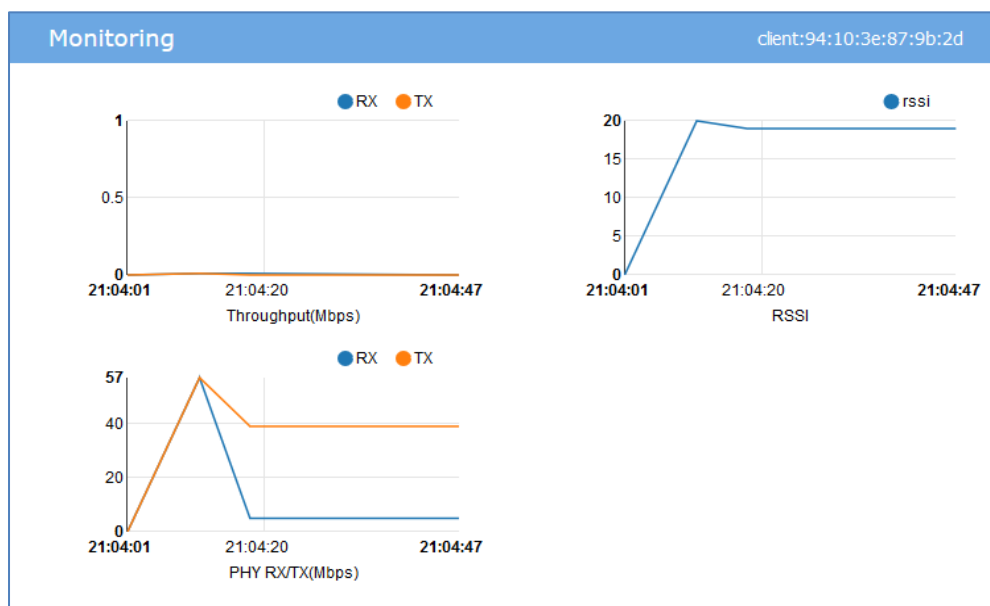 Monitoring client:94:10:3e:87:9b:2d
RX TX
1
0.5
0
21:04:01 21:04:20 21:04:47
Throughput(Mbps)
rssi
20
15
10
5
0
21:04:01 21:04:20 21:04:47
RSSI
RX TX
57
40
20
0
21:04:01 21:04:20 21:04:47
PHY RX/TX(Mbps)